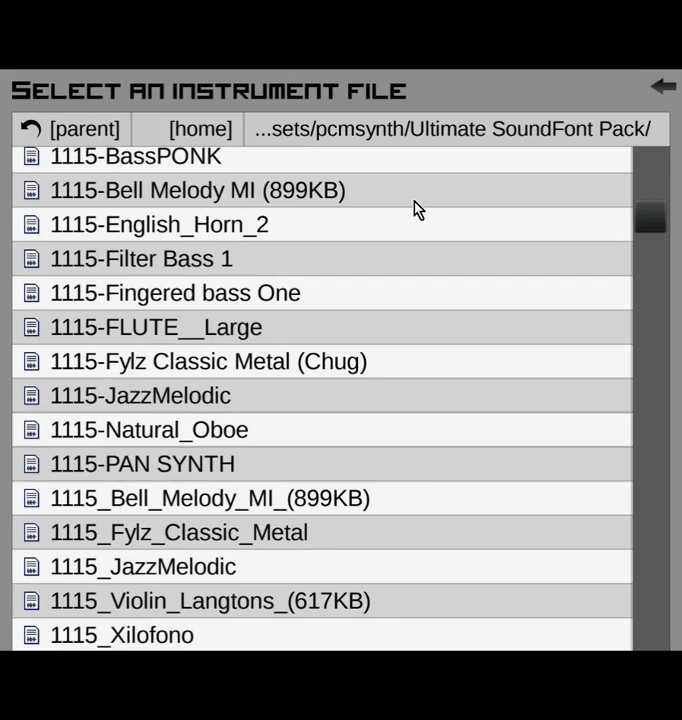 Select an instrument file
[parent] [home] ...sets/pcmsynth/Ultimate SoundFont Pack/
1115-BassPONK
1115-Bell Melody MI (899KB)
1115-English_Horn_2
1115-Filter Bass 1
1115-Fingered bass One
1115-FLUTE__Large
1115-Fylz Classic Metal (Chug)
1115-JazzMelodic
1115-Natural_Oboe
1115-PAN SYNTH
1115_Bell_Melody_MI_(899KB)
1115_Fylz_Classic_Metal
1115_JazzMelodic
1115_Violin_Langtons_(617KB)
1115_Xilofono